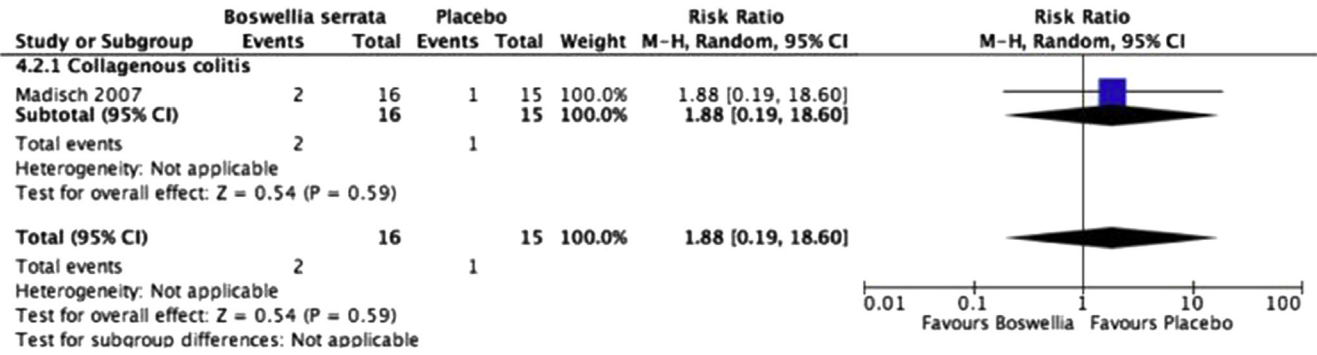 Boswellia serrata Placebo Risk Ratio Risk Ratio
Study or Subgroup Events Total Events Total Weight M-H, Random, 95% CI M-H, Random, 95% CI
4.2.1 Collagenous colitis
Madisch 2007 2 16 1 15 100.0% 1.88 [0.19, 18.60]
Subtotal (95% CI) 16 15 100.0% 1.88 [0.19, 18.60]
Total events 2 1
Heterogeneity: Not applicable
Test for overall effect: Z = 0.54 (P = 0.59)
Total (95% CI) 16 15 100.0% 1.88 [0.19, 18.60]
Total events 2 1
Heterogeneity: Not applicable
Test for overall effect: Z = 0.54 (P = 0.59)
Test for subgroup differences: Not applicable
0.01 0.1 1 10 100
Favours Boswellia Favours Placebo